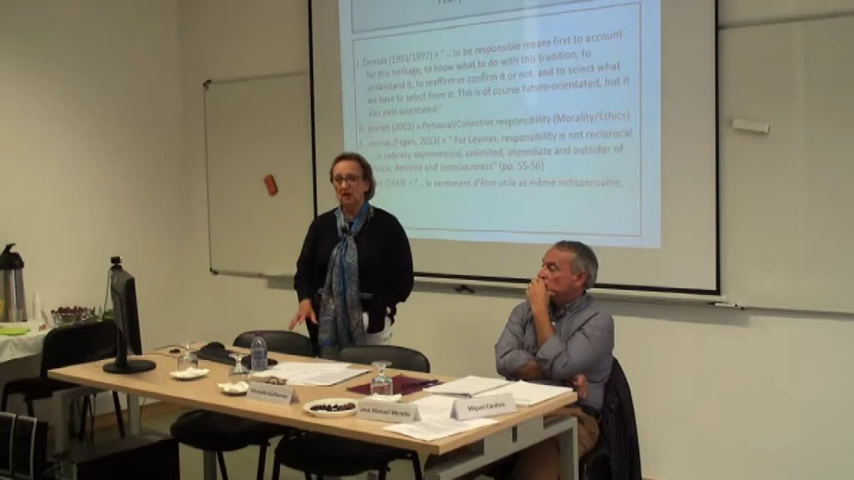 Derrida (1993/1997) » "... to be responsible means first to account
for this heritage, to know what to do with this tradition, to
understand it, to reaffirm or confirm it or not, and to select what
we have to select from it. This is of course future-orientated, but it
also past-orientated"
(2003) » Personal/Collective responsibility (Morality/Ethics)
Levinas 2013) » " For Levinas, responsibility is not reciprocal
is radically asymmetrical, unlimited, immediate and outsider of
decision and consciousness" (pp. 55-56)
(1949) » "... le sentiment d'être utile et même indispensable,
Manuela Guilherme
José Manuel Mendes
Miguel Cardina